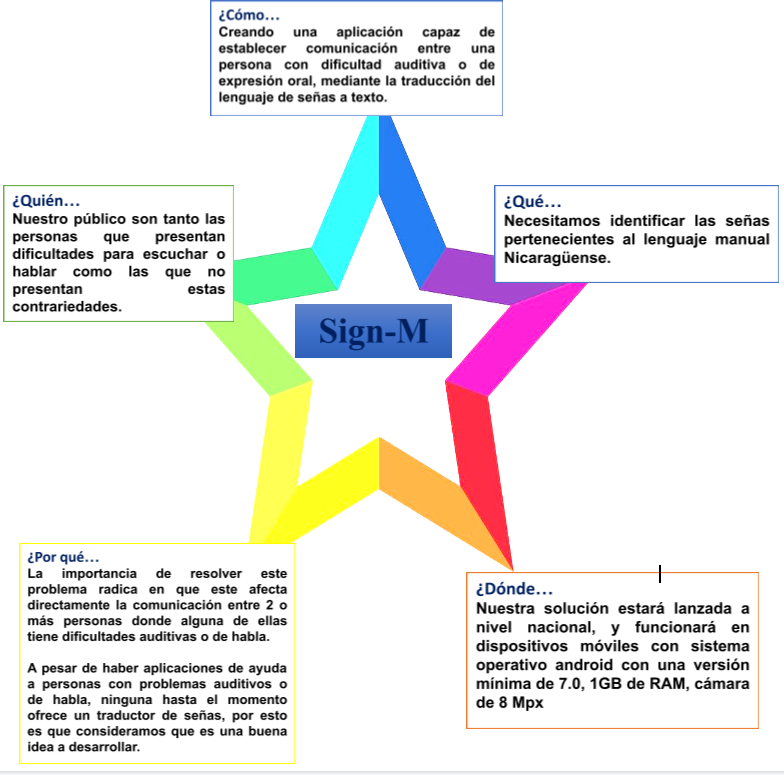 ¿Cómo...
Creando una aplicación capaz de
establecer comunicación entre una
persona con dificultad auditiva o de
expresión oral, mediante la traducción del
lenguaje de señas a texto.
¿Quién...
Nuestro público son tanto las
personas que presentan
dificultades para escuchar o
hablar como las que no
presentan estas
contrariedades.
¿Qué...
Necesitamos identificar las señas
pertenecientes al lenguaje manual
Nicaragüense.
Sign-M
¿Por qué...
La importancia de resolver este
problema radica en que este afecta
directamente la comunicación entre 2 o
más personas donde alguna de ellas
tiene dificultades auditivas o de habla.
A pesar de haber aplicaciones de ayuda
a personas con problemas auditivos o
de habla, ninguna hasta el momento
ofrece un traductor de señas, por esto
es que consideramos que es una buena
idea a desarrollar.
¿Dónde...
Nuestra solución estará lanzada a
nivel nacional, y funcionará en
dispositivos móviles con sistema
operativo android con una versión
mínima de 7.0, 1GB de RAM, cámara
de 8 Mpx